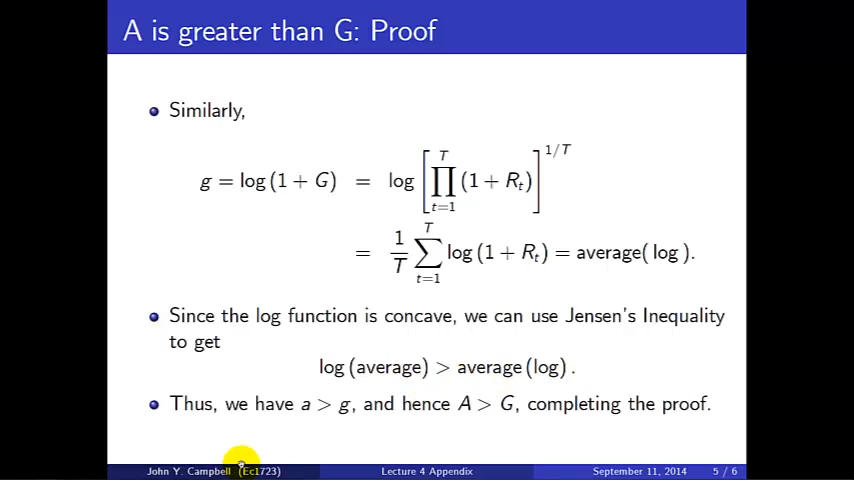 A is greater than G: Proof
Similarly,
g = log (1 + G) = log [ ∏_{t=1}^{T} (1 + R_t) ]^{1/T}
= 1/T ∑_{t=1}^{T} log (1 + R_t) = average( log ).
Since the log function is concave, we can use Jensen's Inequality
to get
log (average) > average (log) .
Thus, we have a > g, and hence A > G, completing the proof.
John Y. Campbell (Ec1723) Lecture 4 Appendix September 11, 2014 5 / 6